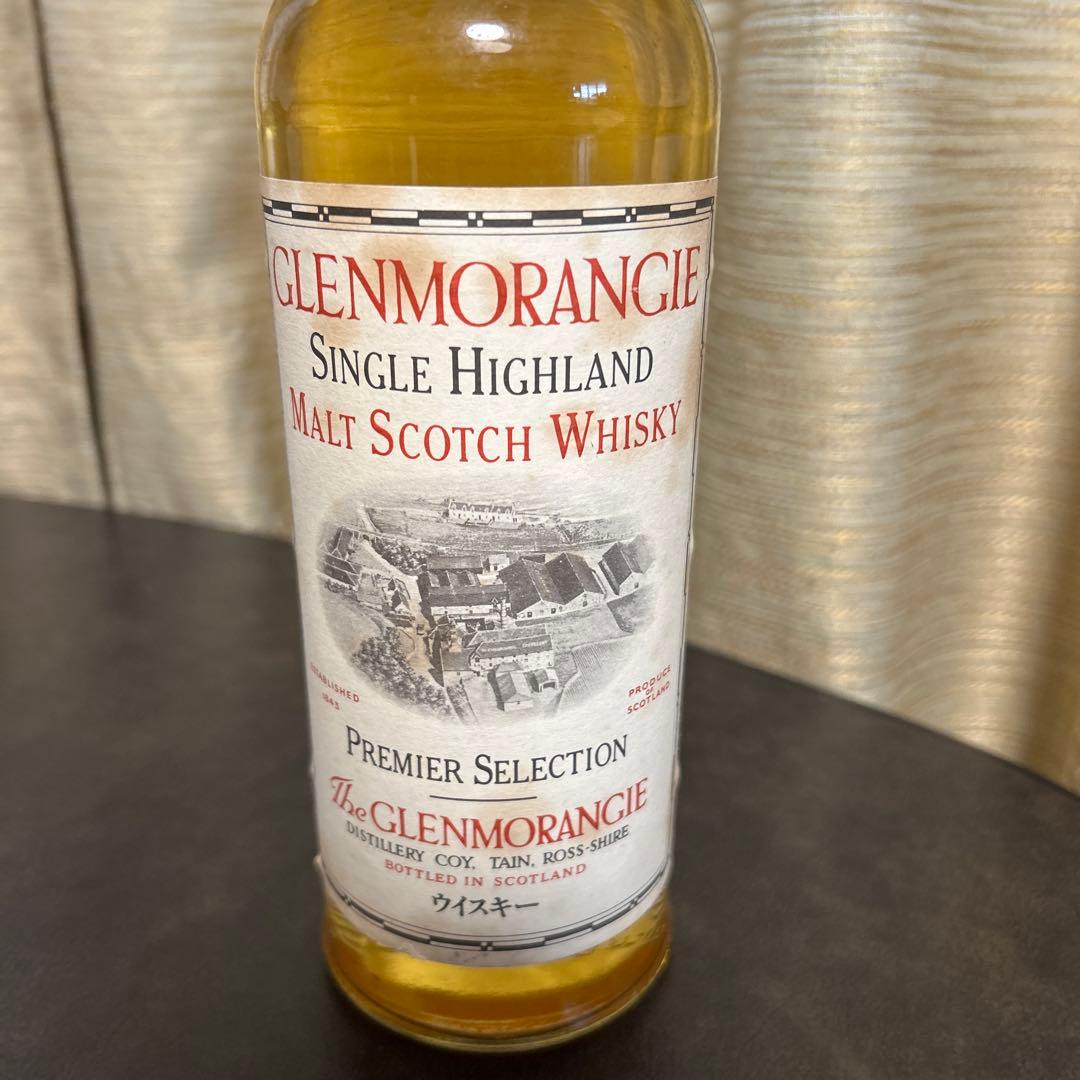 GLENMORANGIE
SINGLE HIGHLAND
MALT SCOTCH WHISKY
ESTABLISHED
1843
PRODUCE
OF
SCOTLAND
PREMIER SELECTION
The GLENMORANGIE
DISTILLERY COY, TAIN, ROSS-SHIRE
BOTTLED IN SCOTLAND
ウイスキー